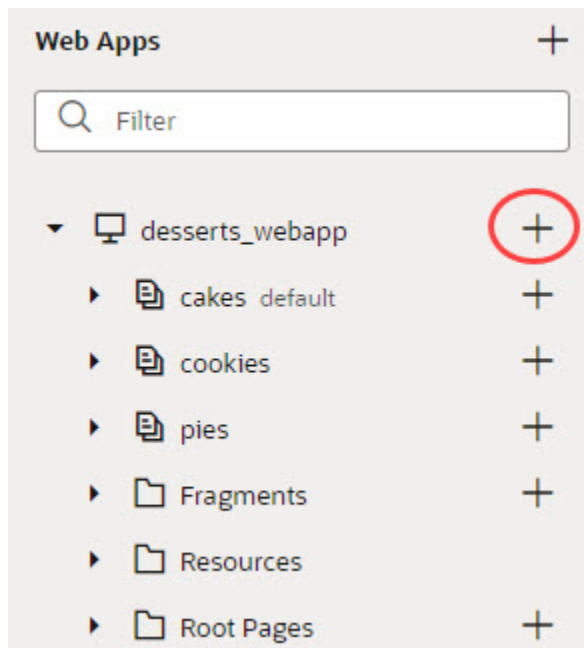 Web Apps
Filter
desserts_webapp
cakes default
cookies
pies
Fragments
Resources
Root Pages